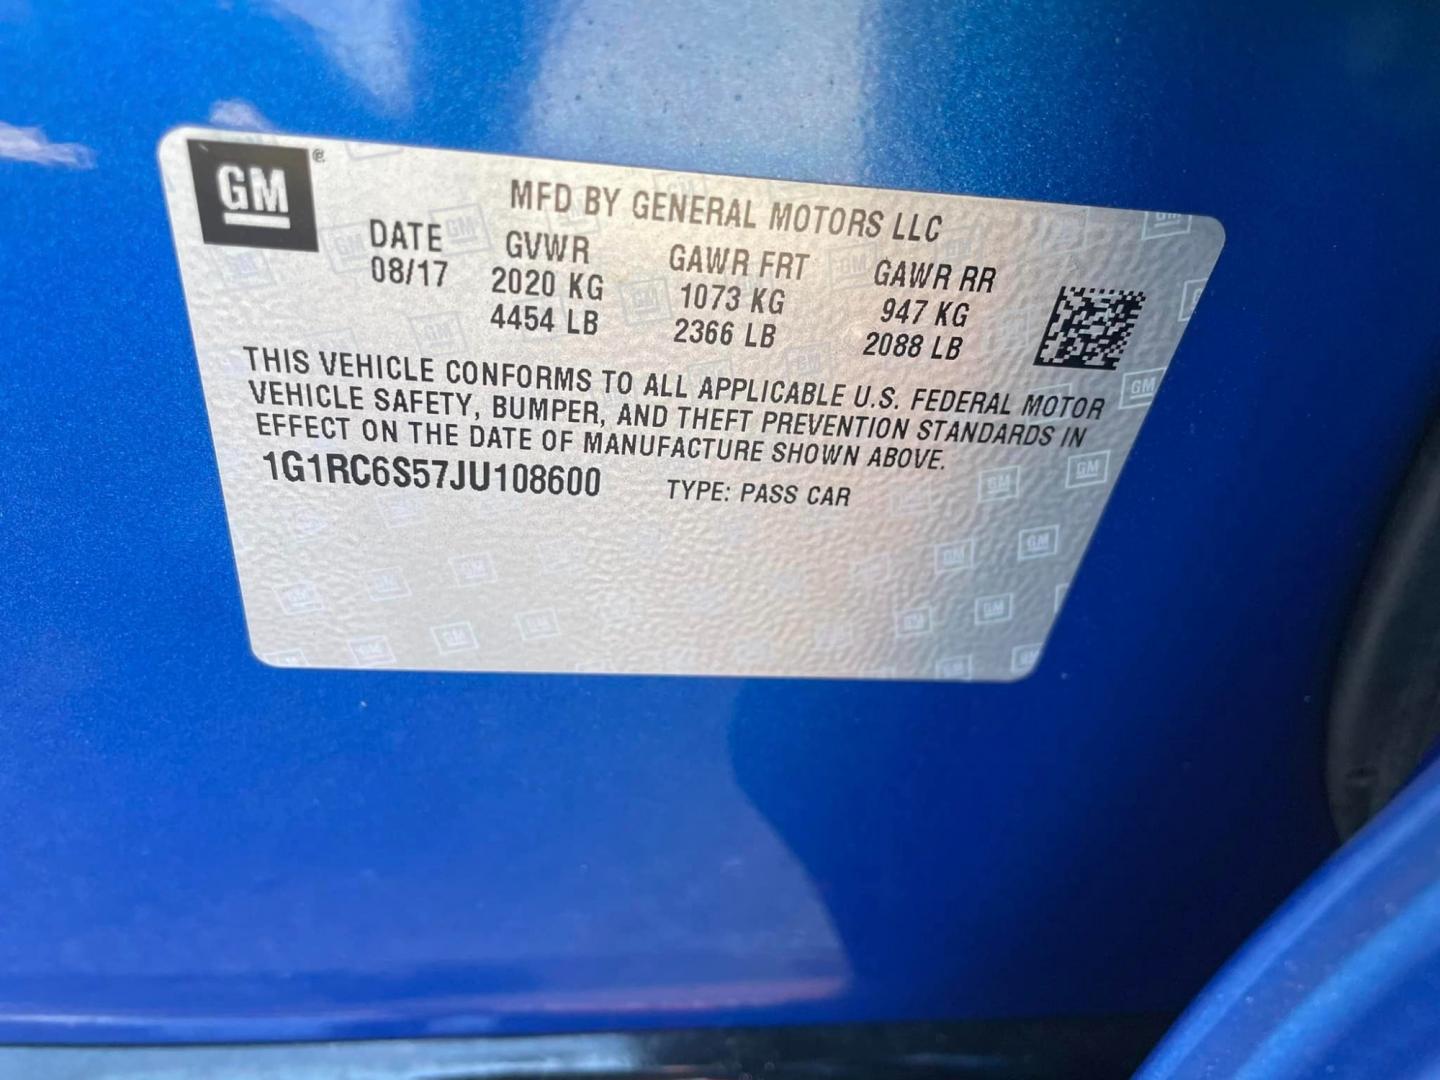 GM
MFD BY GENERAL MOTORS LLC
DATE GVWR GAWR FRT GAWR RR
08/17 2020 KG 1073 KG 947 KG
4454 LB 2366 LB 2088 LB
THIS VEHICLE CONFORMS TO ALL APPLICABLE U.S. FEDERAL MOTOR
VEHICLE SAFETY, BUMPER, AND THEFT PREVENTION STANDARDS IN
EFFECT ON THE DATE OF MANUFACTURE SHOWN ABOVE.
1G1RC6S57JU108600 TYPE: PASS CAR